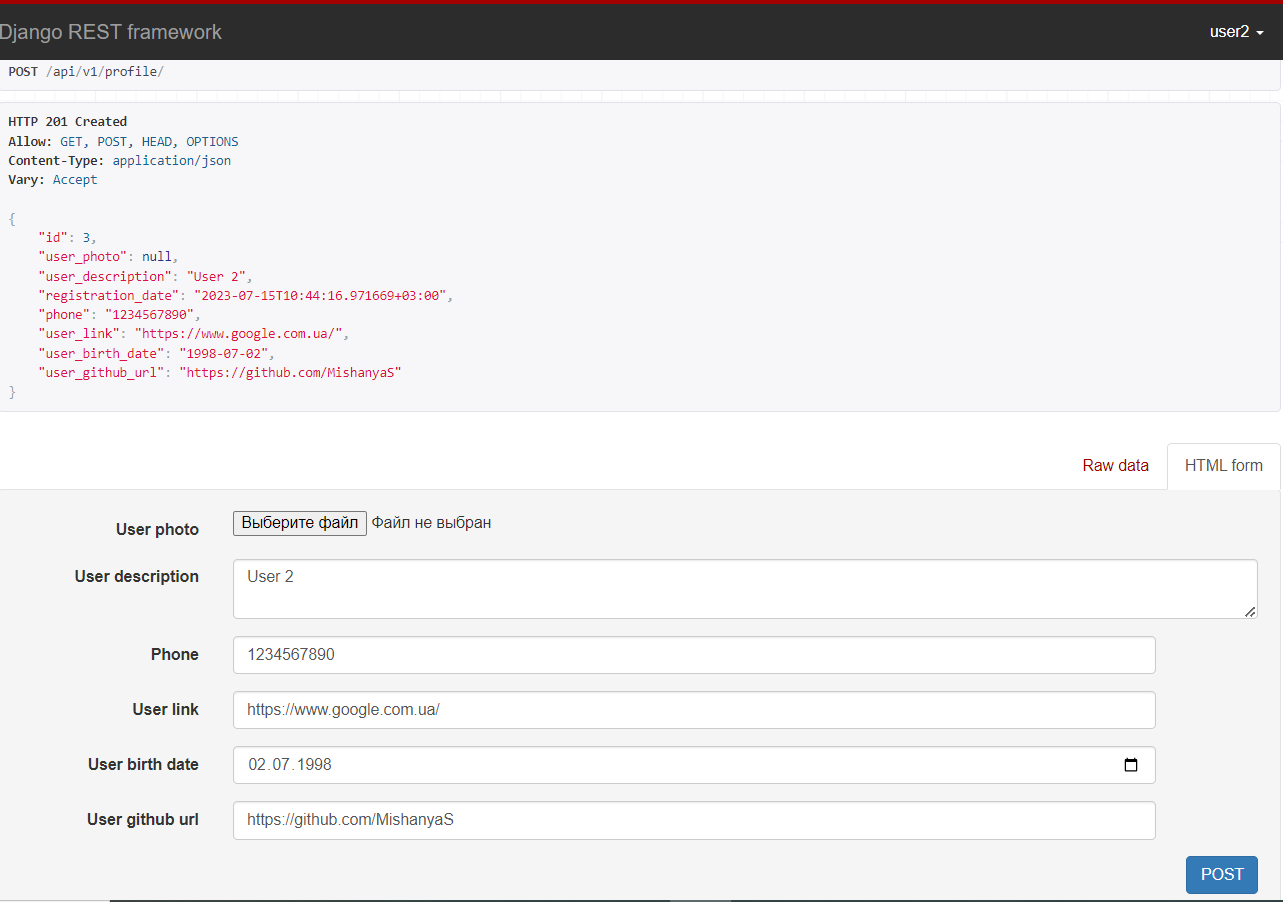 Django REST framework
user2
POST /api/v1/profile/
HTTP 201 Created
Allow: GET, POST, HEAD, OPTIONS
Content-Type: application/json
Vary: Accept
{
    "id": 3,
    "user_photo": null,
    "user_description": "User 2",
    "registration_date": "2023-07-15T10:44:16.971669+03:00",
    "phone": "1234567890",
    "user_link": "https://www.google.com.ua/",
    "user_birth_date": "1998-07-02",
    "user_github_url": "https://github.com/MishanyaS"
}
Raw data
HTML form
User photo Выберите файл Файл не выбран
User description User 2
Phone 1234567890
User link https://www.google.com.ua/
User birth date 02.07.1998
User github url https://github.com/MishanyaS
POST